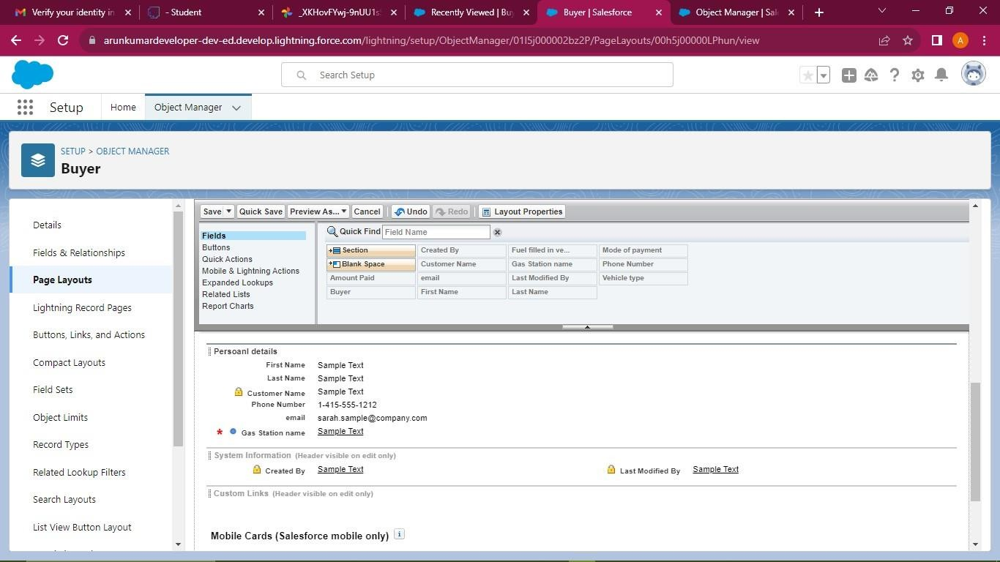 Verify your identity in
- Student
_XKHovFYwj-9nUU1s
Recently Viewed | Bu
Buyer | Salesforce
Object Manager | Sal
arunkumardeveloper-dev-ed.develop.lightning.force.com/lightning/setup/ObjectManager/01I5j000002bz2P/PageLayouts/00h5j00000LPhun/view
A
Search Setup
Setup
Home
Object Manager
SETUP > OBJECT MANAGER
Buyer
Details
Fields & Relationships
Page Layouts
Lightning Record Pages
Buttons, Links, and Actions
Compact Layouts
Field Sets
Object Limits
Record Types
Related Lookup Filters
Search Layouts
List View Button Layout
Save Quick Save Preview As... Cancel Undo Redo Layout Properties
Fields
Buttons
Quick Actions
Mobile & Lightning Actions
Expanded Lookups
Related Lists
Report Charts
Quick Find Field Name
Section Created By Fuel filled in ve... Mode of payment
Blank Space Customer Name Gas Station name Phone Number
Amount Paid email Last Modified By Vehicle type
Buyer First Name Last Name
Persoanl details
First Name Sample Text
Last Name Sample Text
Customer Name Sample Text
Phone Number 1-415-555-1212
email sarah.sample@company.com
* Gas Station name Sample Text
System Information (Header visible on edit only)
Created By Sample Text Last Modified By Sample Text
Custom Links (Header visible on edit only)
Mobile Cards (Salesforce mobile only) i